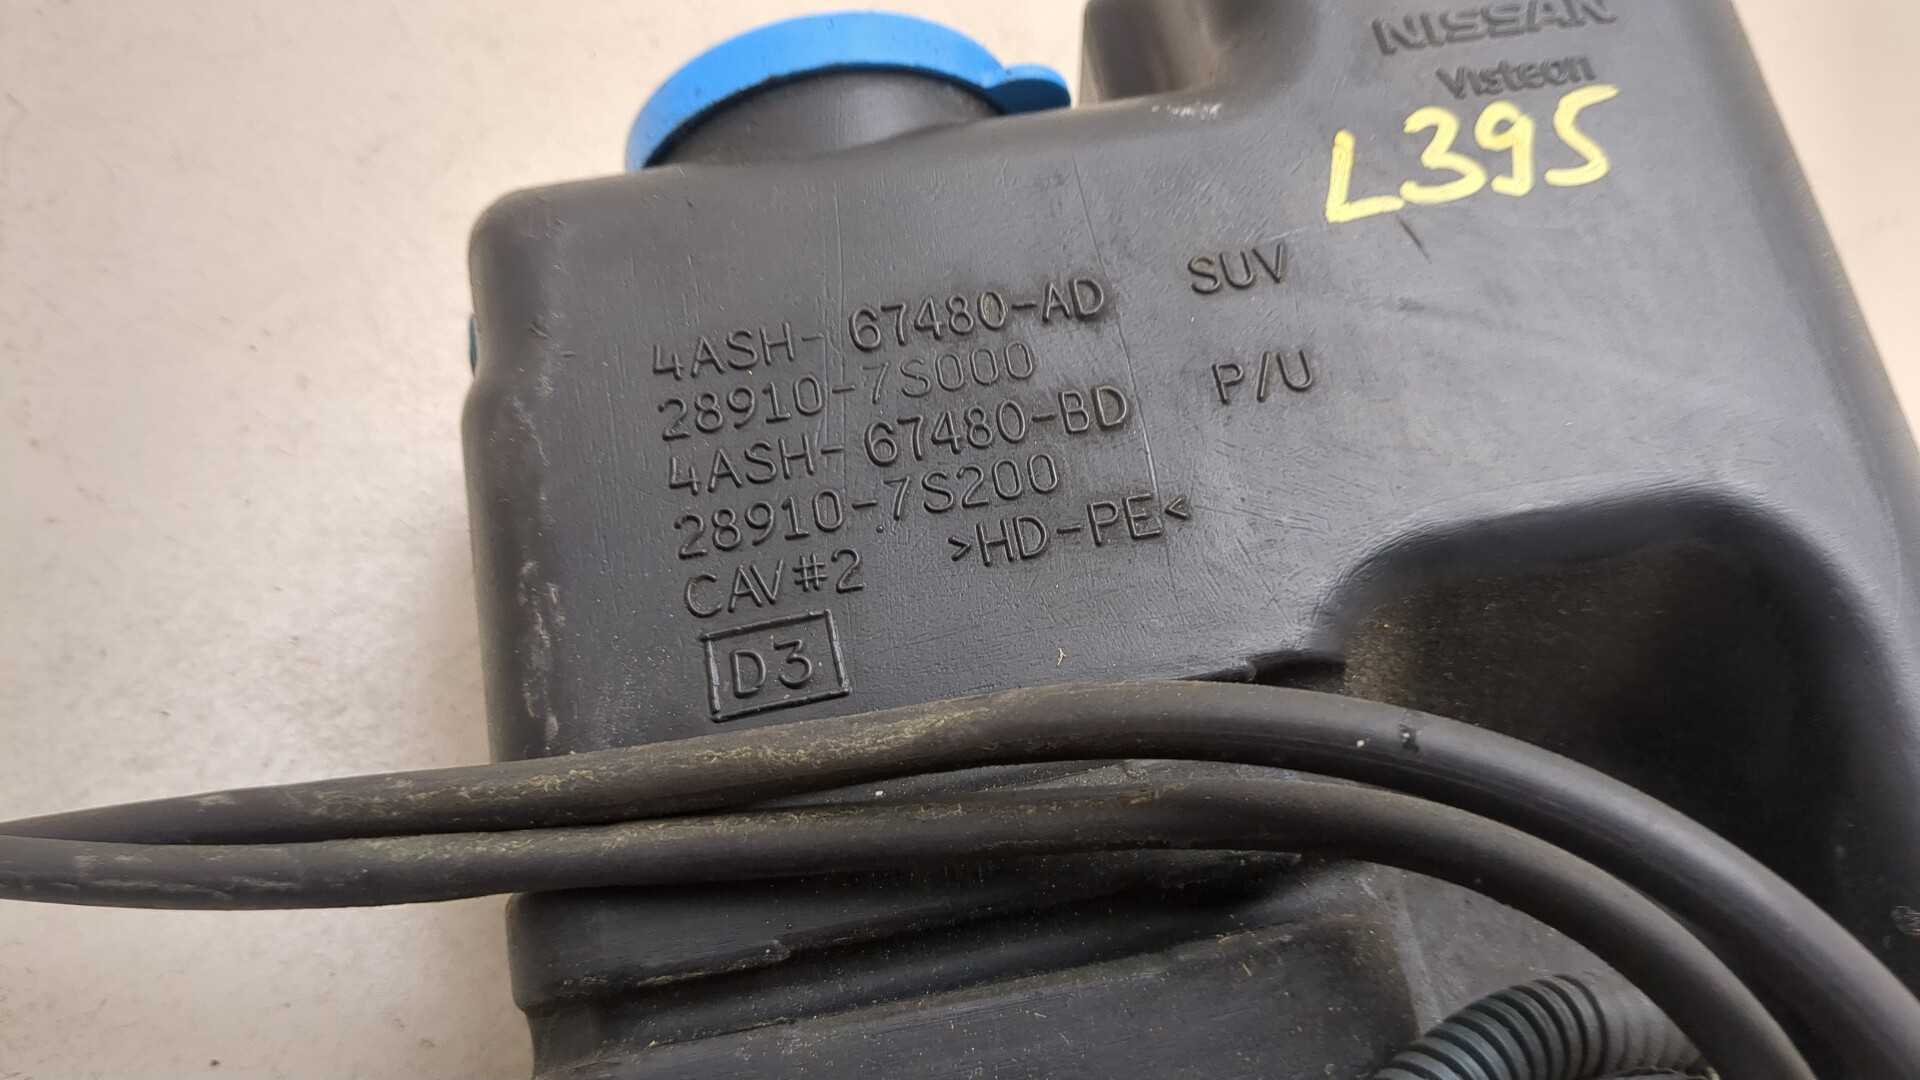 NISSAN
Visteon
L395
4ASH-67480-AD SUV
28910-7S000
4ASH-67480-BD P/U
28910-7S200
CAV#2 >HD-PE<
D3